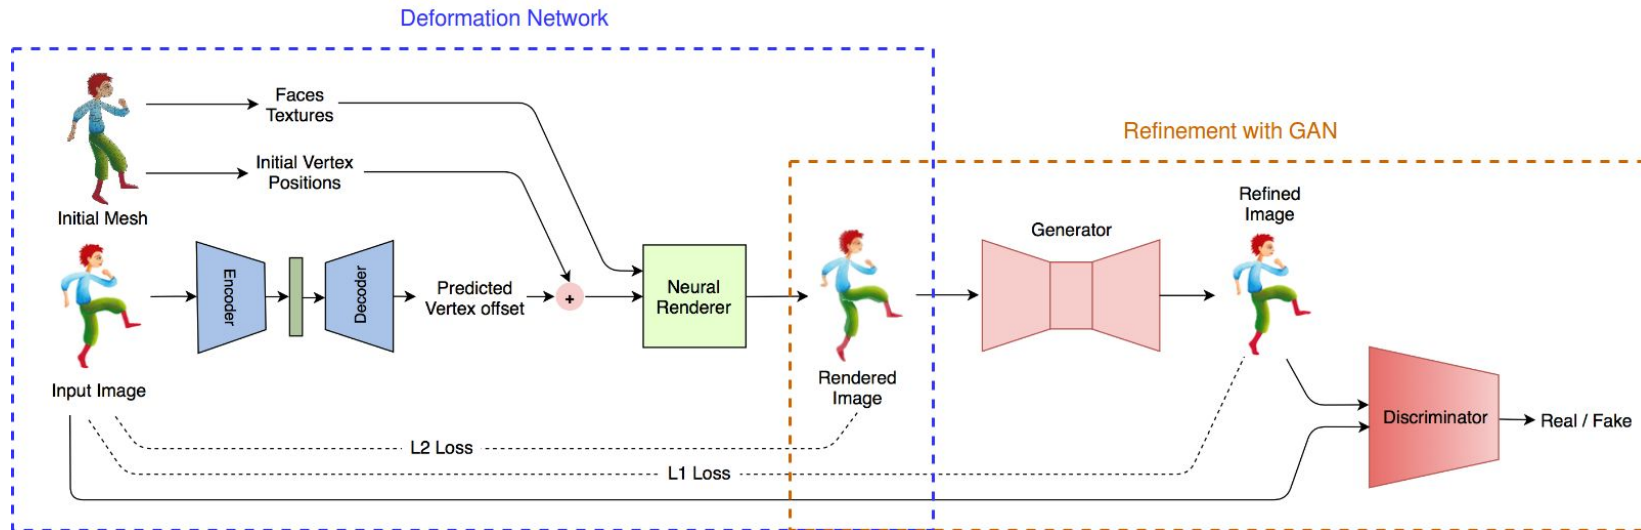 Deformation Network
Faces
Textures
Refinement with GAN
Initial Vertex
Positions
Initial Mesh
Refined
Image
Generator
Encoder
Decoder
Predicted
Vertex offset
+
Neural
Renderer
Input Image
Rendered
Image
Discriminator
Real / Fake
L2 Loss
L1 Loss